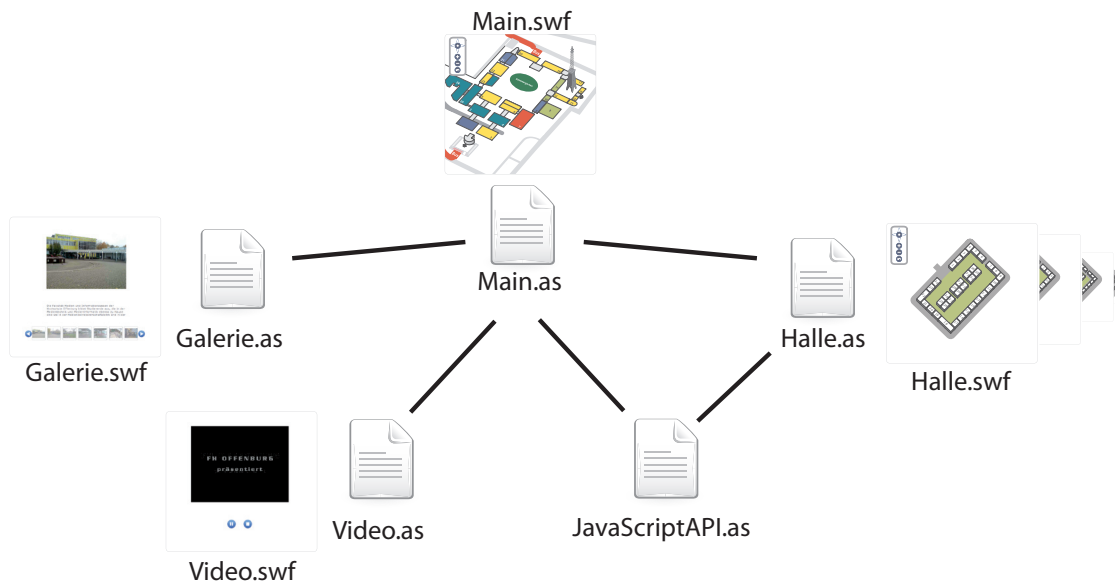 Main.swf
Main.as
Galerie.as
Galerie.swf
Halle.as
Halle.swf
FH OFFENBURG
präsentiert
Video.as
Video.swf
JavaScriptAPI.as